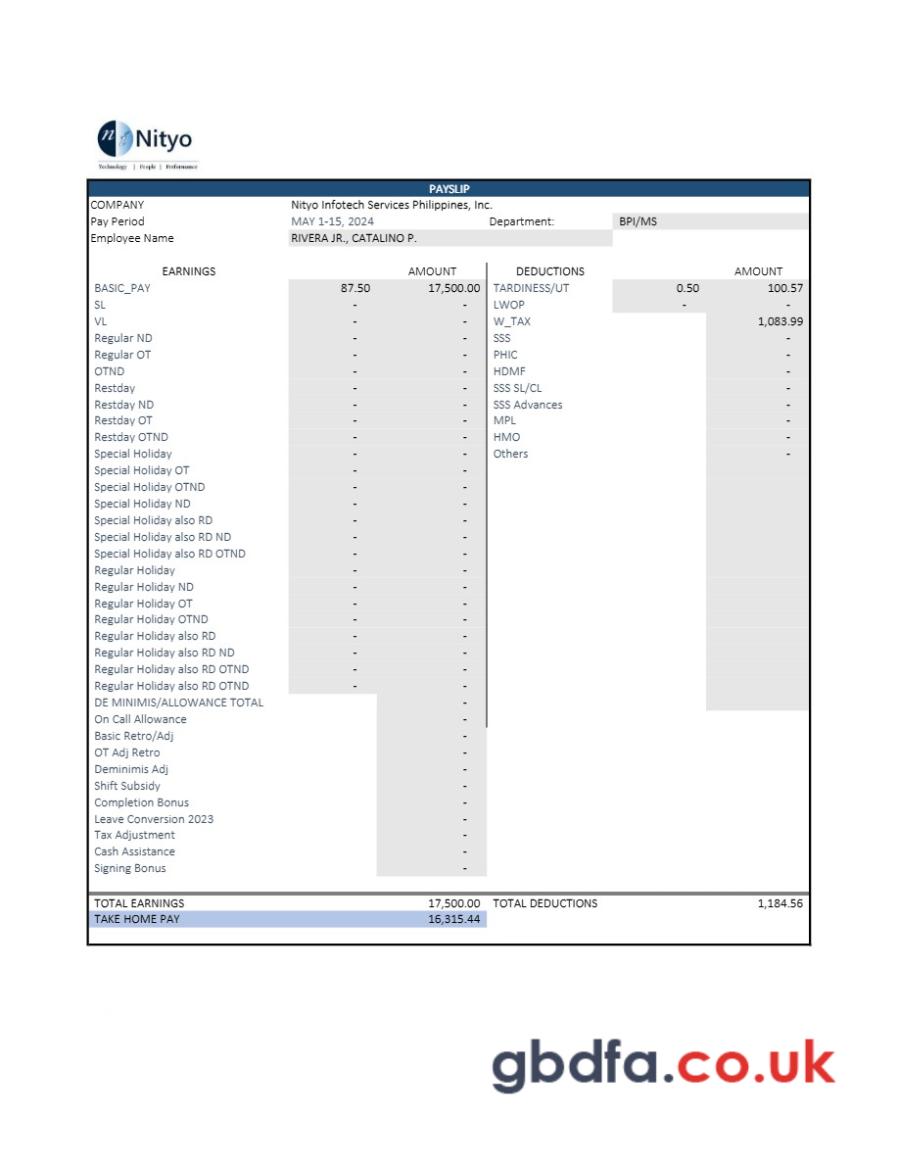 n Nityo
Technology | People | Performance
PAYSLIP
COMPANY Nityo Infotech Services Philippines, Inc.
Pay Period MAY 1-15, 2024 Department: BPI/MS
Employee Name RIVERA JR., CATALINO P.
EARNINGS AMOUNT DEDUCTIONS AMOUNT
BASIC_PAY 87.50 17,500.00 TARDINESS/UT 0.50 100.57
SL - - LWOP - -
VL - - W_TAX 1,083.99
Regular ND - - SSS -
Regular OT - - PHIC -
OTND - - HDMF -
Restday - - SSS SL/CL -
Restday ND - - SSS Advances -
Restday OT - - MPL -
Restday OTND - - HMO -
Special Holiday - - Others -
Special Holiday OT - -
Special Holiday OTND - -
Special Holiday ND - -
Special Holiday also RD - -
Special Holiday also RD ND - -
Special Holiday also RD OTND - -
Regular Holiday - -
Regular Holiday ND - -
Regular Holiday OT - -
Regular Holiday OTND - -
Regular Holiday also RD - -
Regular Holiday also RD ND - -
Regular Holiday also RD OTND - -
Regular Holiday also RD OTND - -
DE MINIMIS/ALLOWANCE TOTAL -
On Call Allowance -
Basic Retro/Adj -
OT Adj Retro -
Deminimis Adj -
Shift Subsidy -
Completion Bonus -
Leave Conversion 2023 -
Tax Adjustment -
Cash Assistance -
Signing Bonus -
TOTAL EARNINGS 17,500.00 TOTAL DEDUCTIONS 1,184.56
TAKE HOME PAY 16,315.44
gbdfa.co.uk